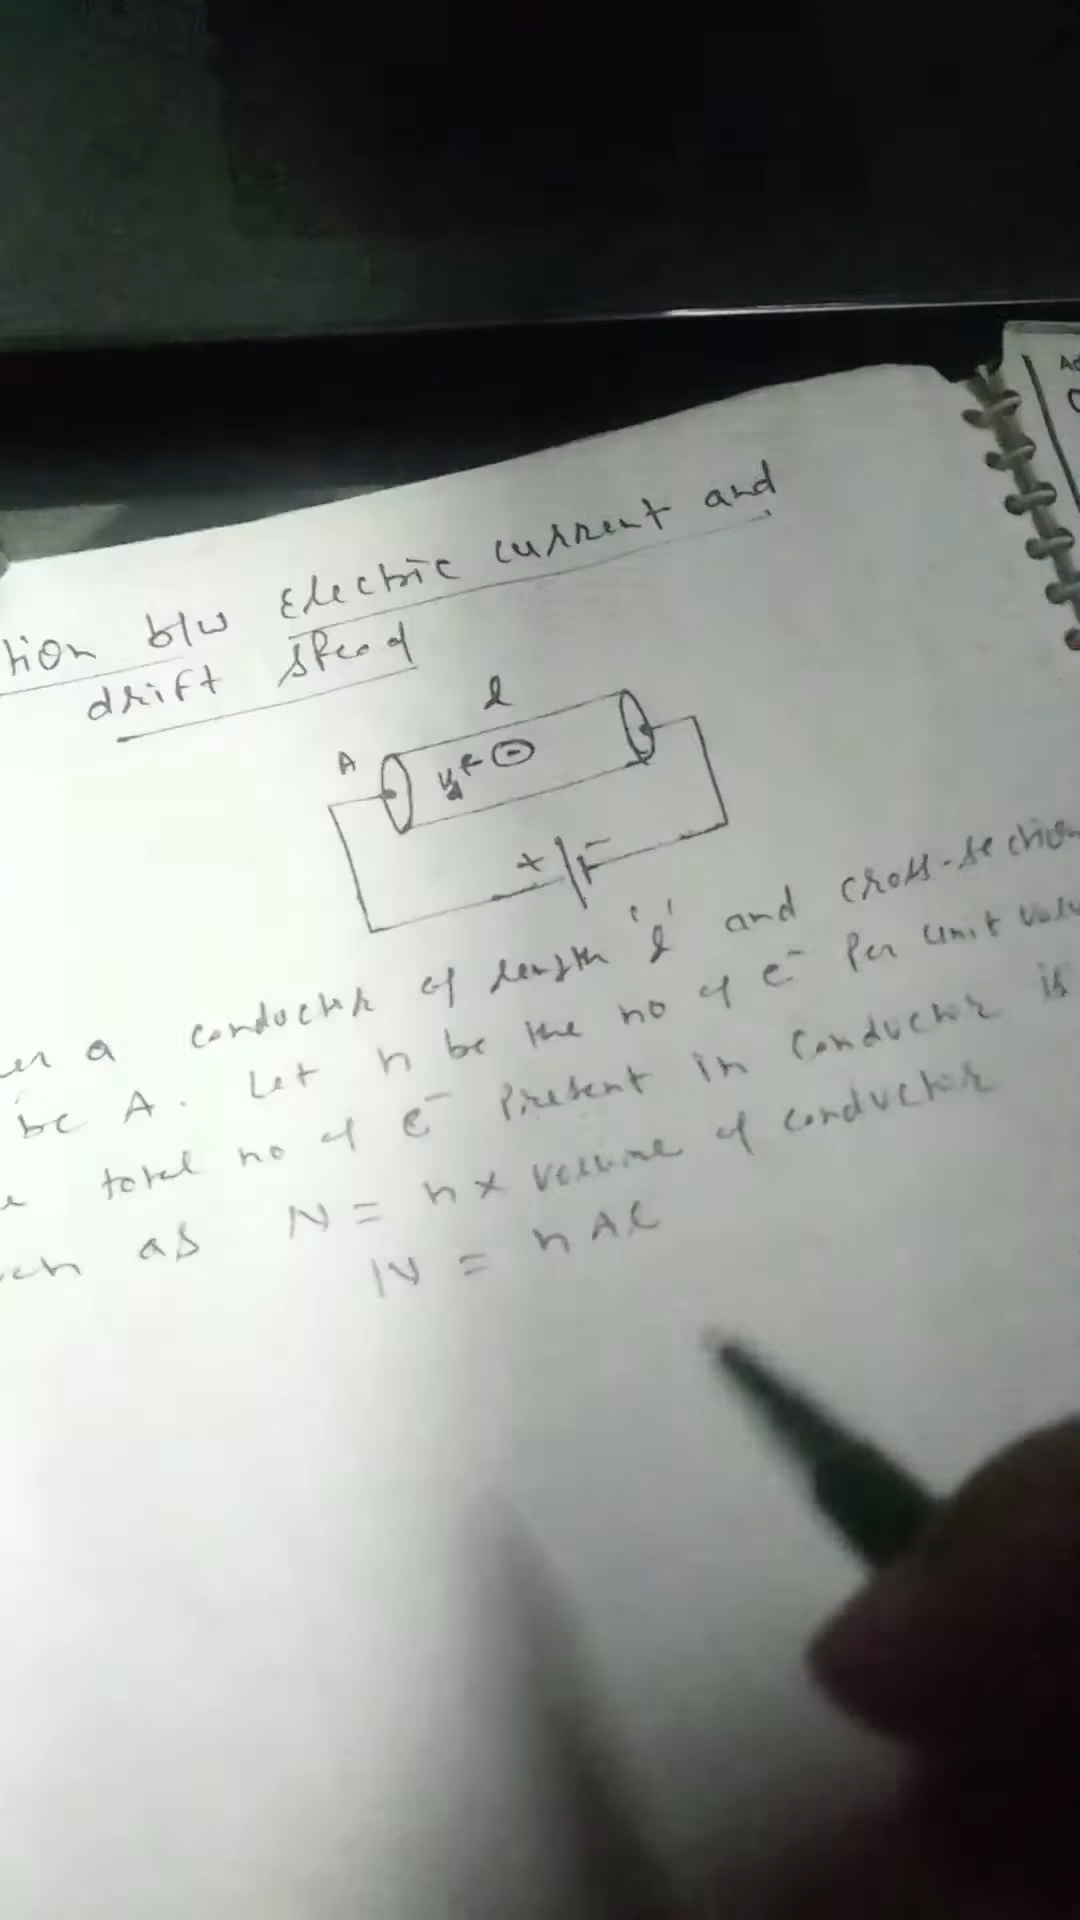 tion b/w Electric current and
drift speed
l
A
vd ← ⊖
+ -
a conductor of length 'l' and cross-section
be A. Let n be the no of e⁻ per unit
total no of e⁻ present in conductor is
as N = n x volume of conductor
N = nAl